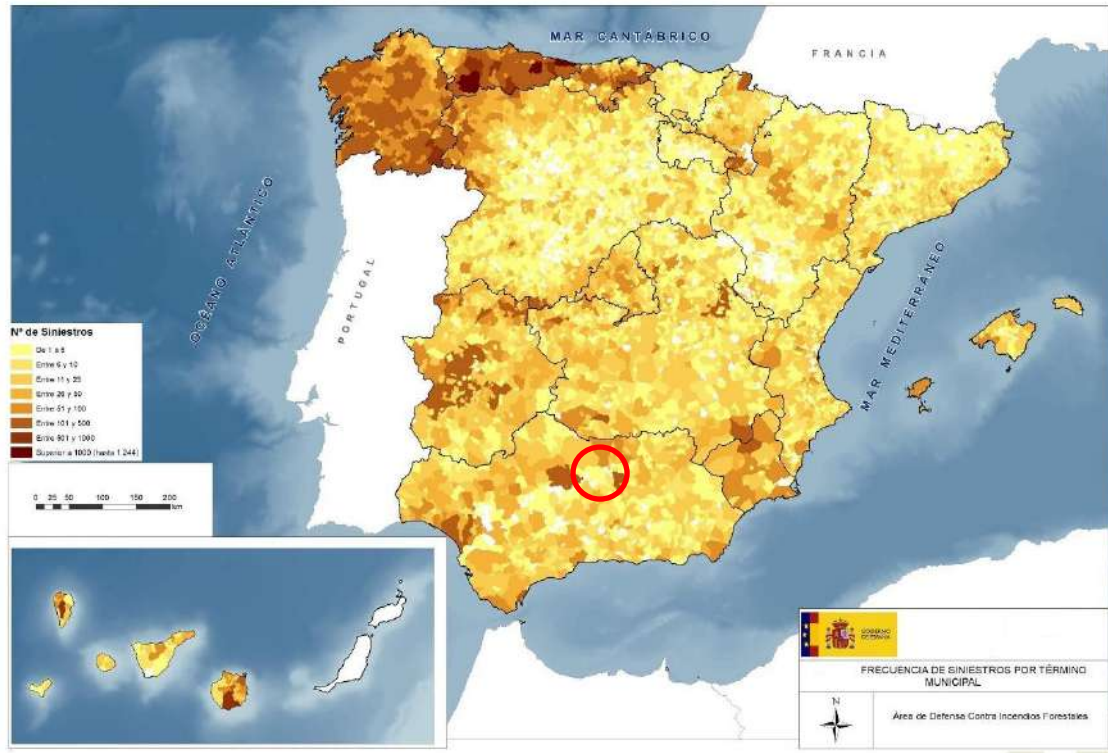 MAR CANTÁBRICO
FRANCIA
OCÉANO ATLÁNTICO
PORTUGAL
MAR MEDITERRÁNEO
Nº de Siniestros
De 1 a 5
Entre 6 y 10
Entre 11 y 25
Entre 26 y 50
Entre 51 y 100
Entre 101 y 500
Entre 501 y 1000
Superior a 1000 (hasta 1.244)
0 25 50 100 150 200
km
GOBIERNO
DE ESPAÑA
FRECUENCIA DE SINIESTROS POR TÉRMINO
MUNICIPAL
N
Área de Defensa Contra Incendios Forestales